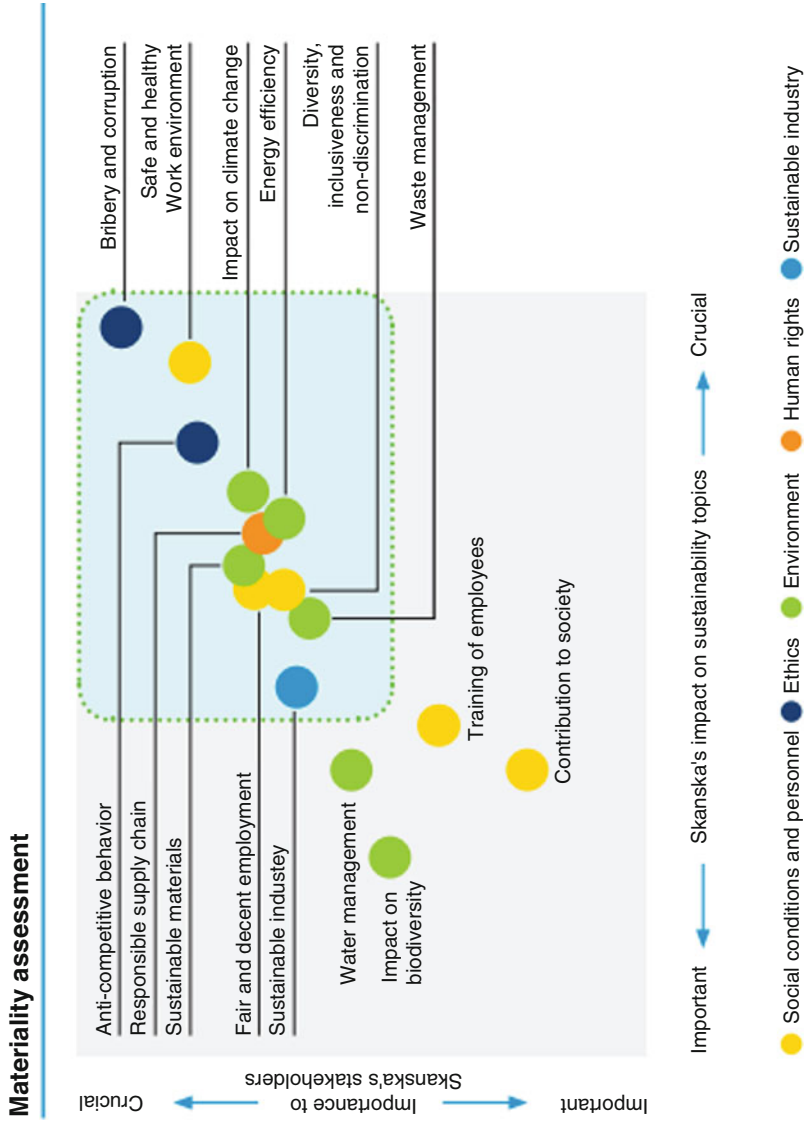 Materiality assessment
Anti-competitive behavior
Responsible supply chain
Sustainable materials
Fair and decent employment
Sustainable industey
Water management
Impact on
biodiversity
Bribery and corruption
Safe and healthy
Work environment
Impact on climate change
Energy efficiency
Diversity,
inclusiveness and
non-discrimination
Waste management
Training of employees
Contribution to society
Crucial
Importance to
Skanska's stakeholders
Important
Important
Skanska's impact on sustainability topics
Crucial
Social conditions and personnel
Ethics
Environment
Human rights
Sustainable industry